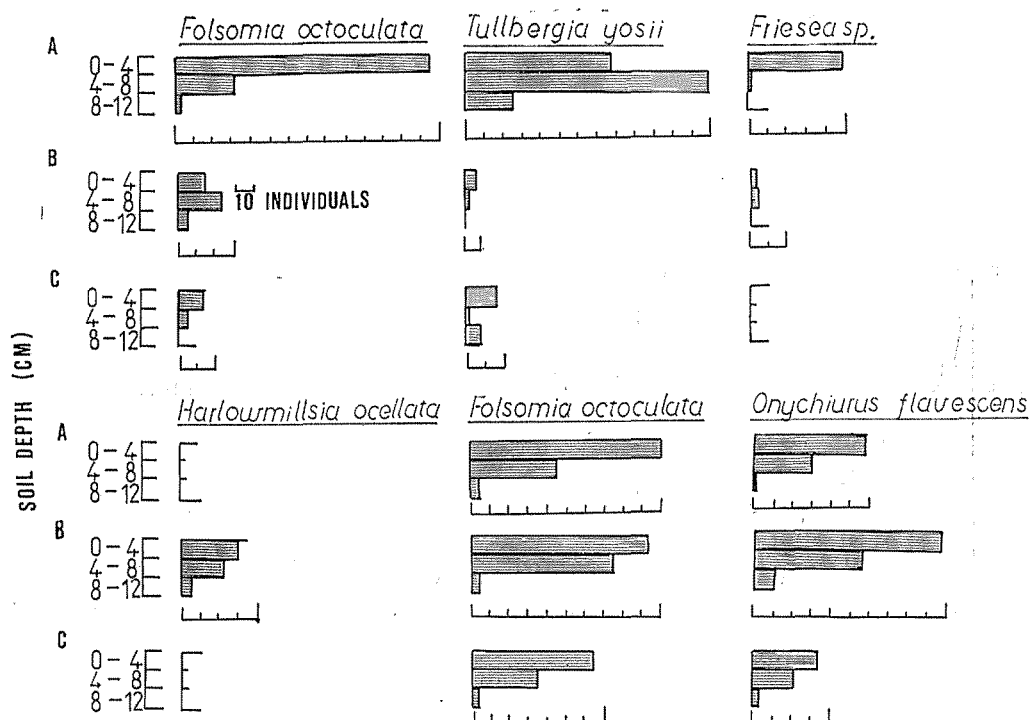 Folsomia octoculata Tullbergia yosii Friesea sp.
A
0-4
4-8
8-12
B
0-4
4-8
8-12
10 INDIVIDUALS
C
0-4
4-8
8-12
SOIL DEPTH (CM)
Harlowmillsia ocellata Folsomia octoculata Onychiurus flavescens
A
0-4
4-8
8-12
B
0-4
4-8
8-12
C
0-4
4-8
8-12